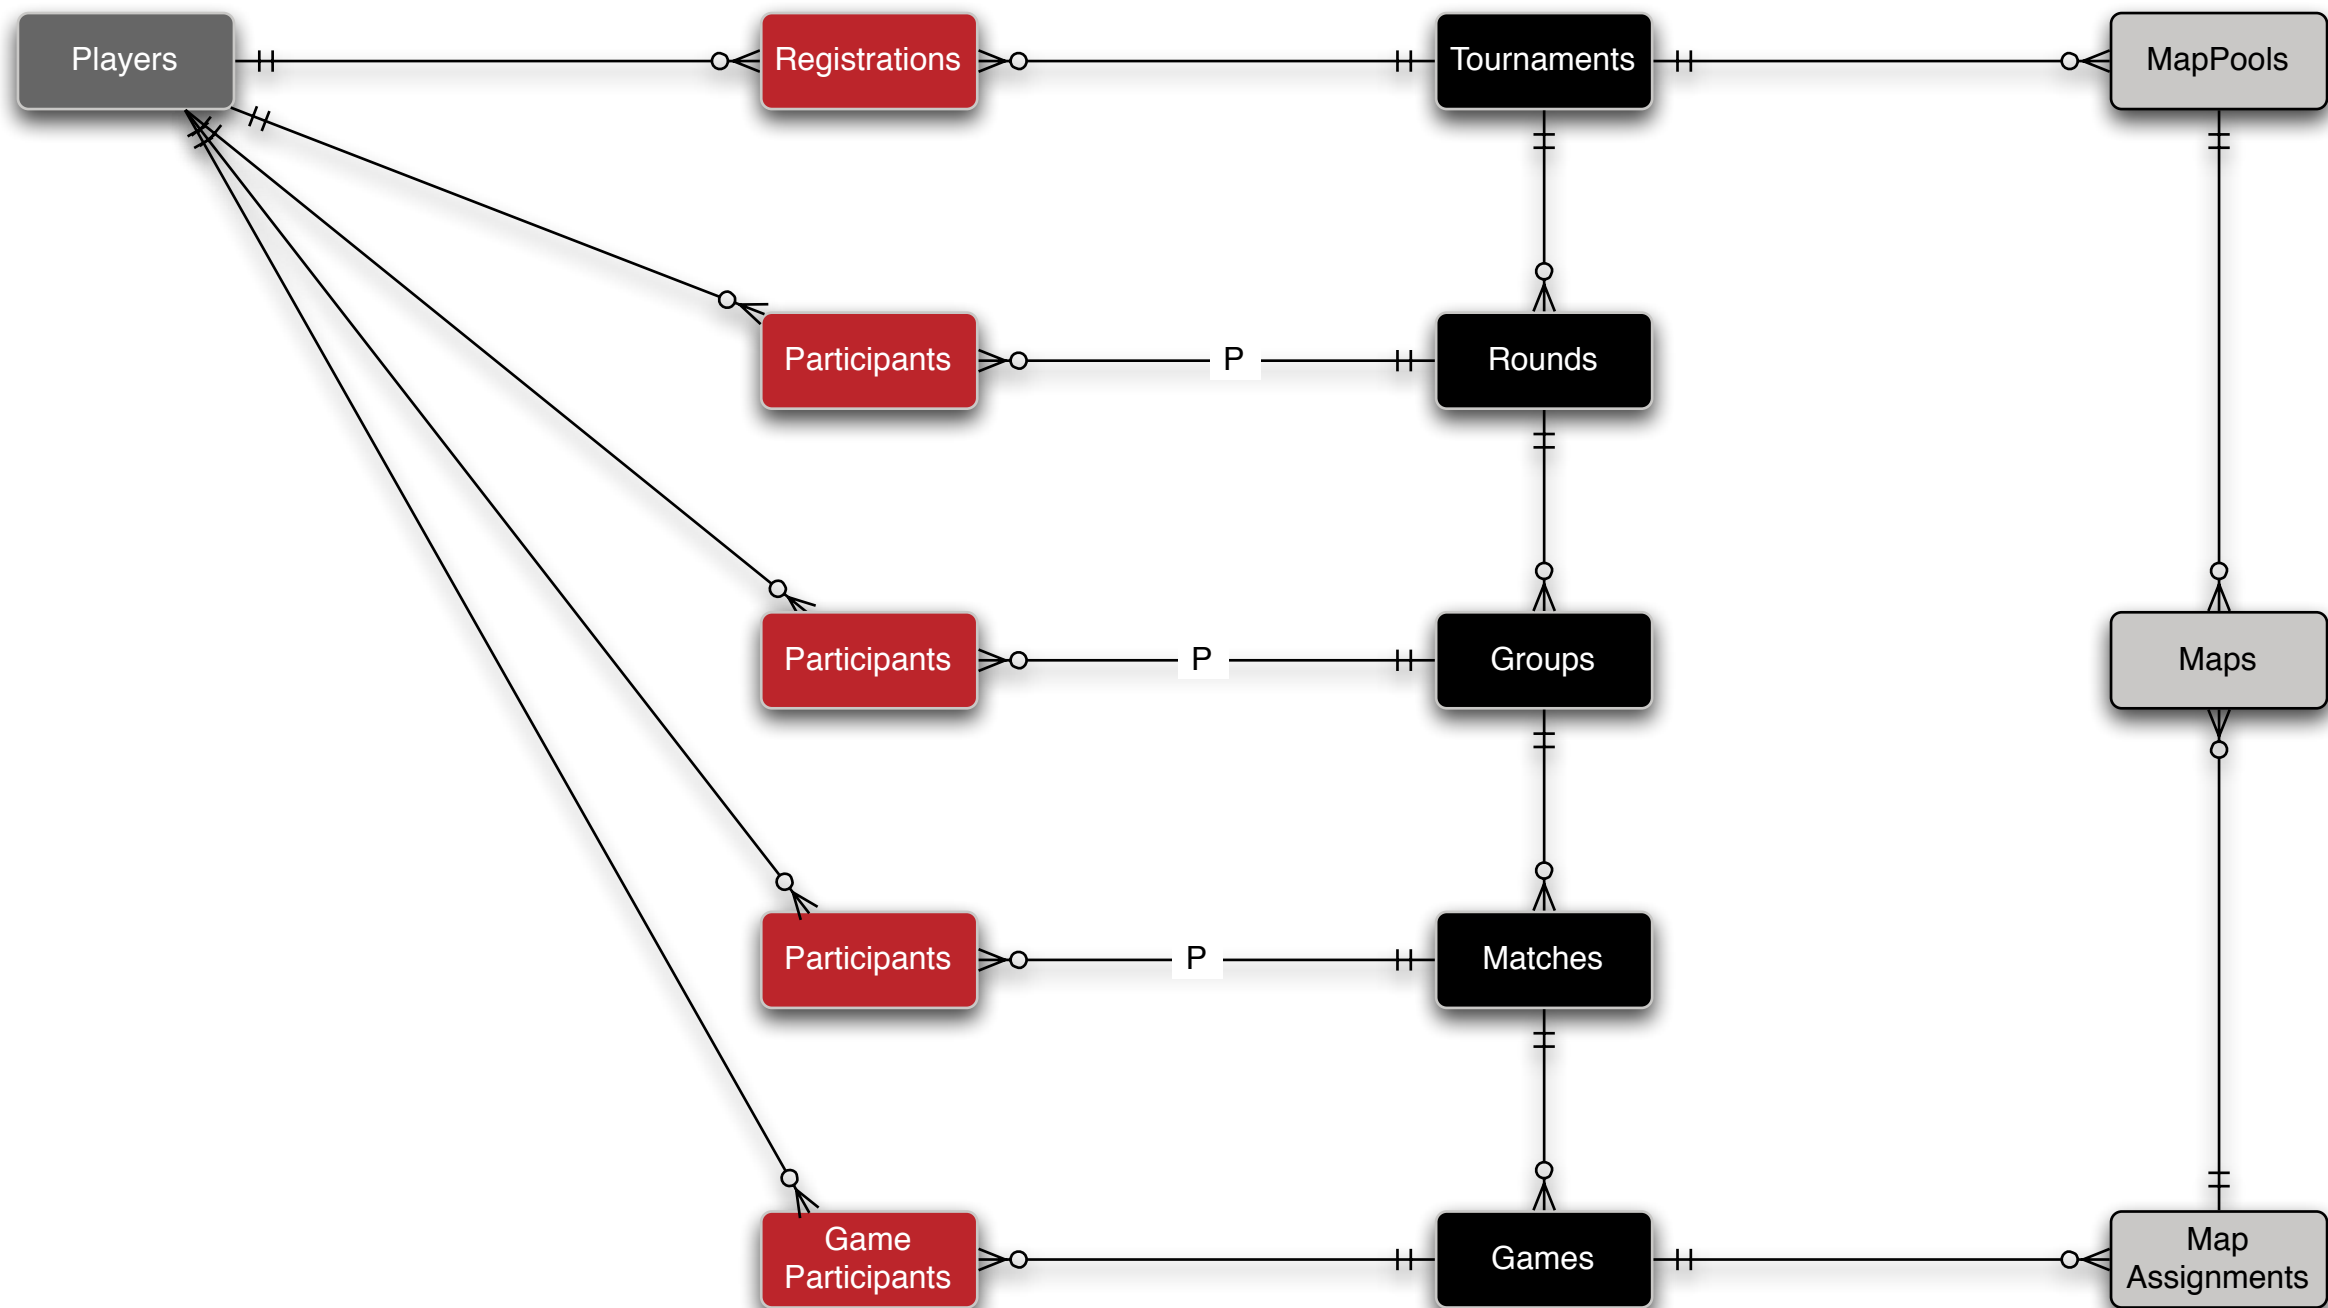 Players
Registrations
Tournaments
MapPools
Participants
P
Rounds
Participants
P
Groups
Maps
Participants
P
Matches
Game
Participants
Games
Map
Assignments